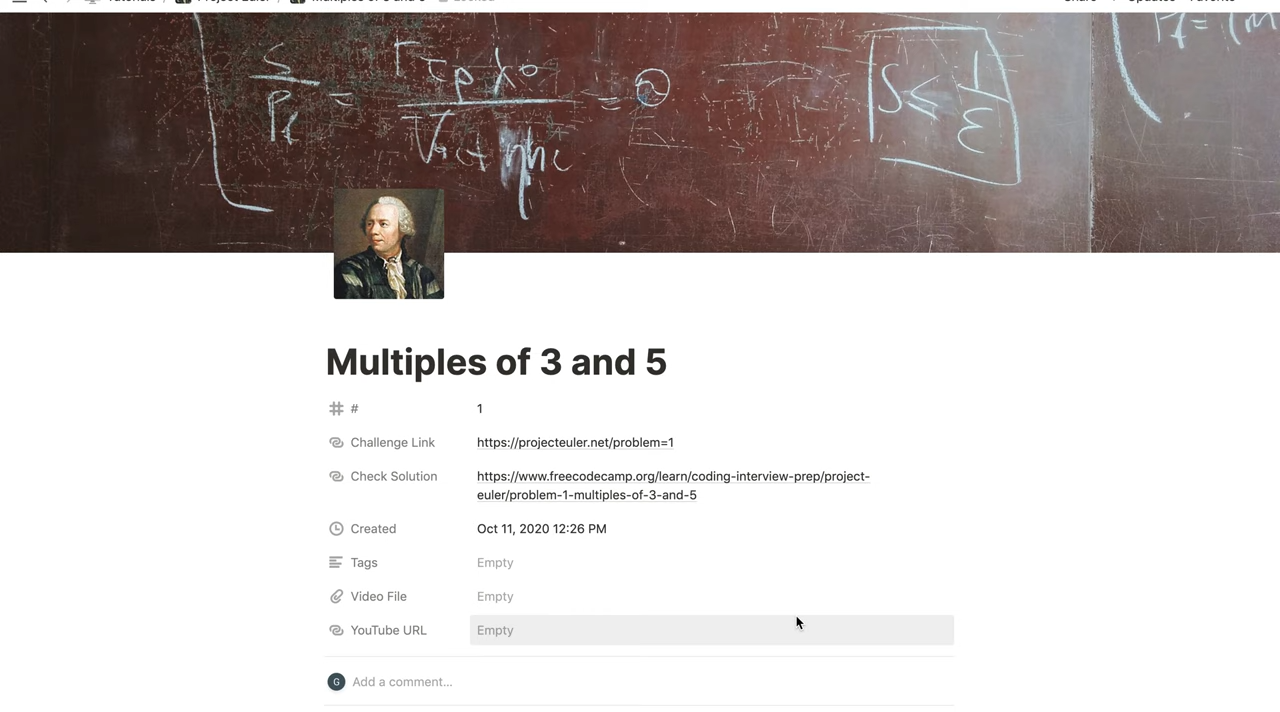 Multiples of 3 and 5
#
1
Challenge Link
https://projecteuler.net/problem=1
Check Solution
https://www.freecodecamp.org/learn/coding-interview-prep/project-
euler/problem-1-multiples-of-3-and-5
Created
Oct 11, 2020 12:26 PM
Tags
Empty
Video File
Empty
YouTube URL
Empty
G
Add a comment...